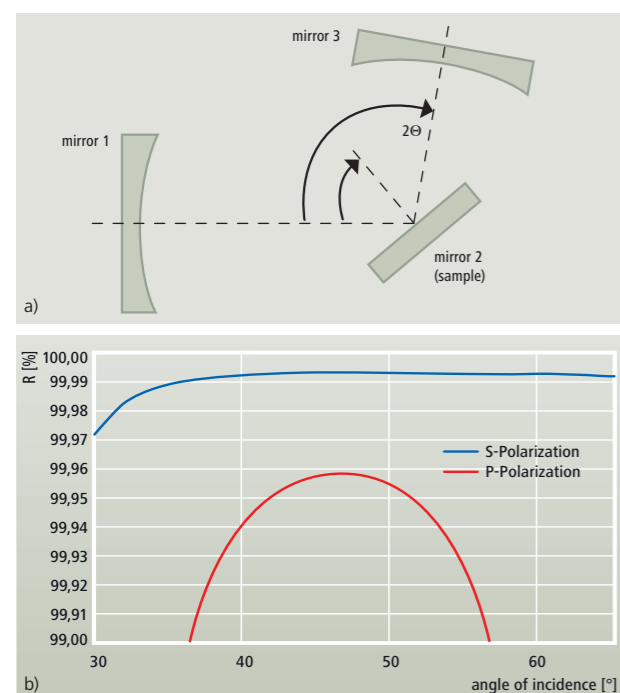 mirror 3
mirror 1
2Θ
mirror 2
(sample)
a)
R [%]
100,00
99,99
99,98
99,97
99,96
99,95
99,94
99,93
99,92
99,91
99,00
S-Polarization
P-Polarization
30 40 50 60
b)
angle of incidence [°]